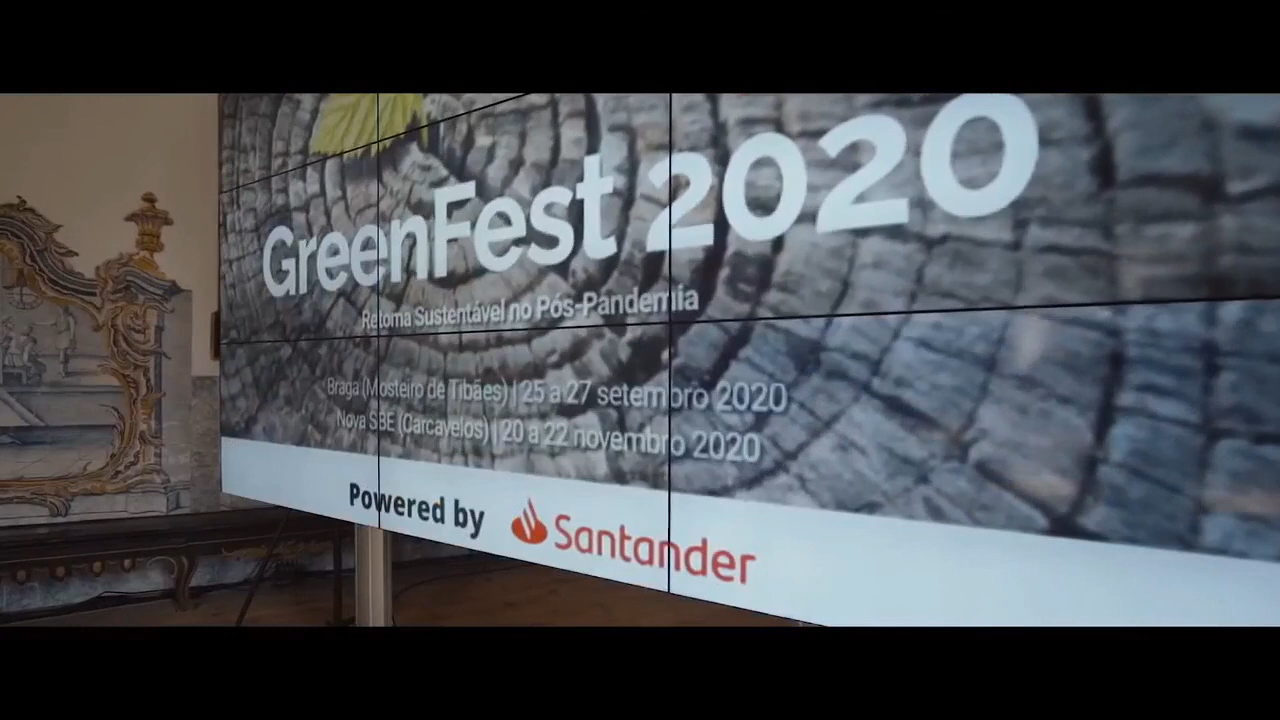 GreenFest 2020
Retoma Sustentável no Pós-Pandemia
Braga (Mosteiro de Tibães) | 25 a 27 setembro 2020
Nova SBE (Carcavelos) | 20 a 22 novembro 2020
Powered by Santander